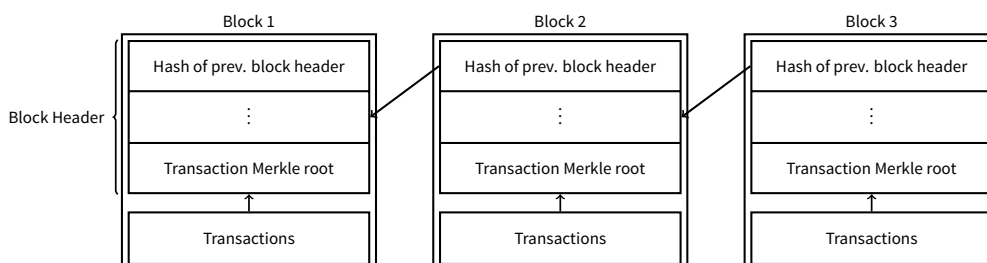 Block 1
Block 2
Block 3
Block Header
Hash of prev. block header
⋮
Transaction Merkle root
Transactions
Hash of prev. block header
⋮
Transaction Merkle root
Transactions
Hash of prev. block header
⋮
Transaction Merkle root
Transactions